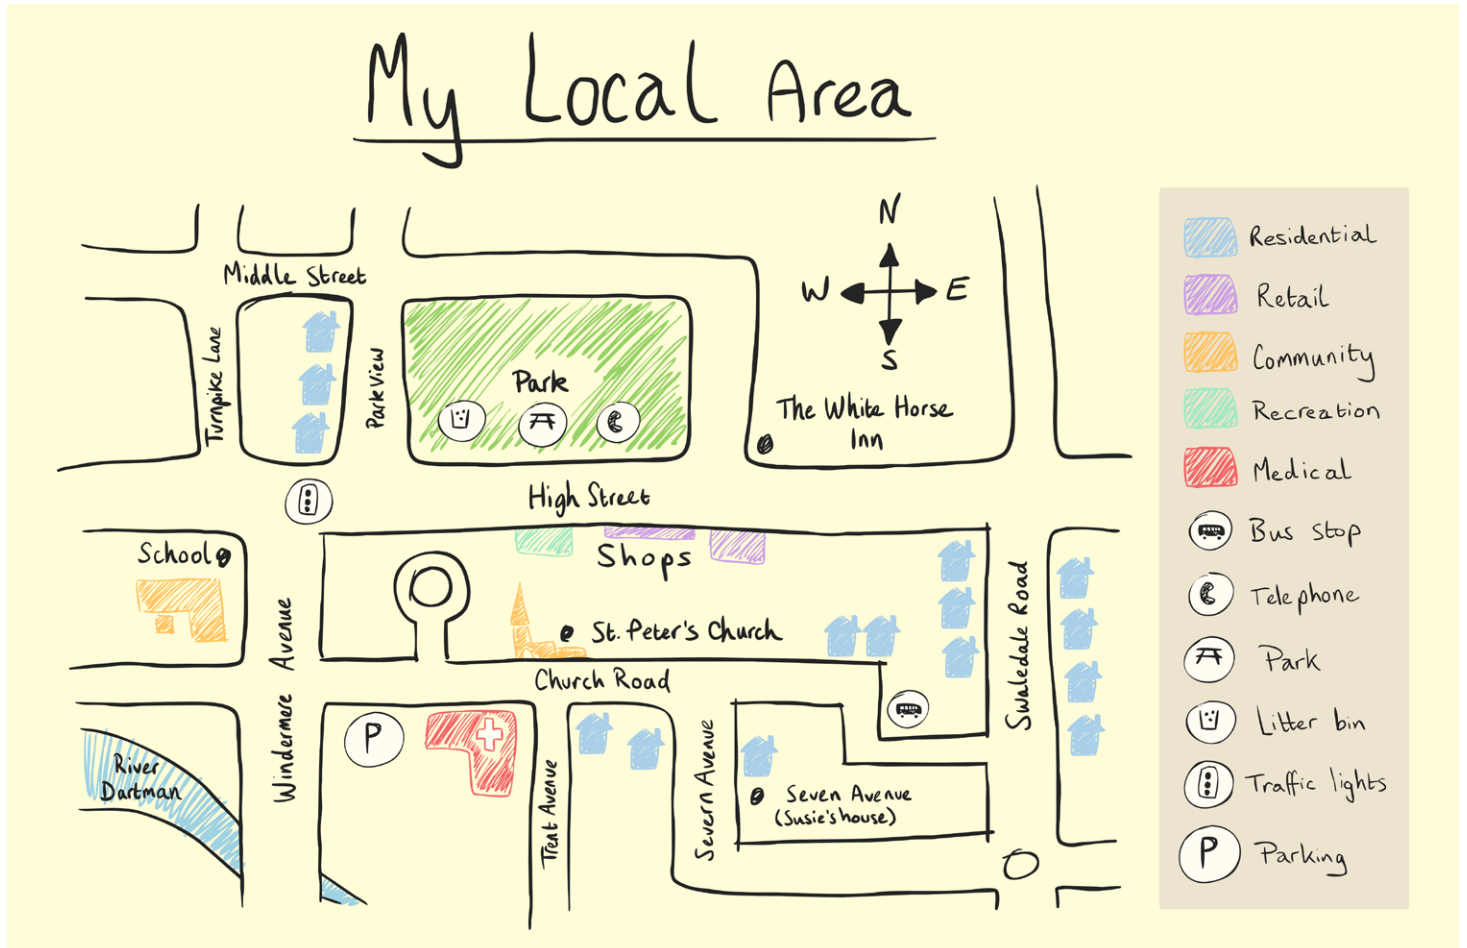 My Local Area
N
W
E
S
Middle Street
Turnpike Lane
Park View
Park
The White Horse
Inn
High Street
School
Shops
St. Peter's Church
Church Road
Windermere Avenue
Swaledale Road
P
River
Dartman
Trent Avenue
Severn Avenue
Seven Avenue
(Susie's house)
Residential
Retail
Community
Recreation
Medical
Bus stop
Telephone
Park
Litter bin
Traffic lights
P
Parking